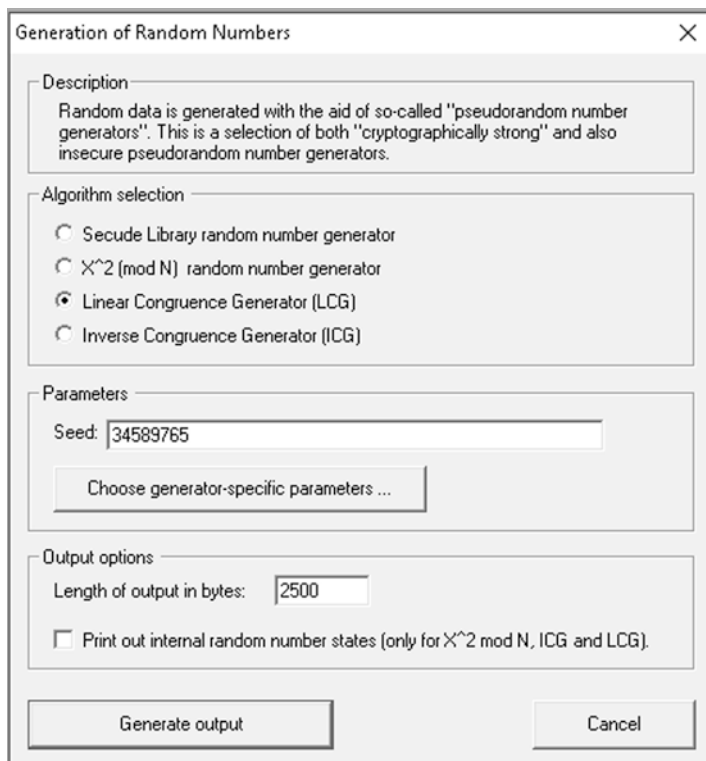 Generation of Random Numbers
Description
Random data is generated with the aid of so-called "pseudorandom number
generators". This is a selection of both "cryptographically strong" and also
insecure pseudorandom number generators.
Algorithm selection
Secude Library random number generator
X^2 (mod N) random number generator
Linear Congruence Generator (LCG)
Inverse Congruence Generator (ICG)
Parameters
Seed: 34589765
Choose generator-specific parameters ...
Output options
Length of output in bytes: 2500
Print out internal random number states (only for X^2 mod N, ICG and LCG).
Generate output Cancel